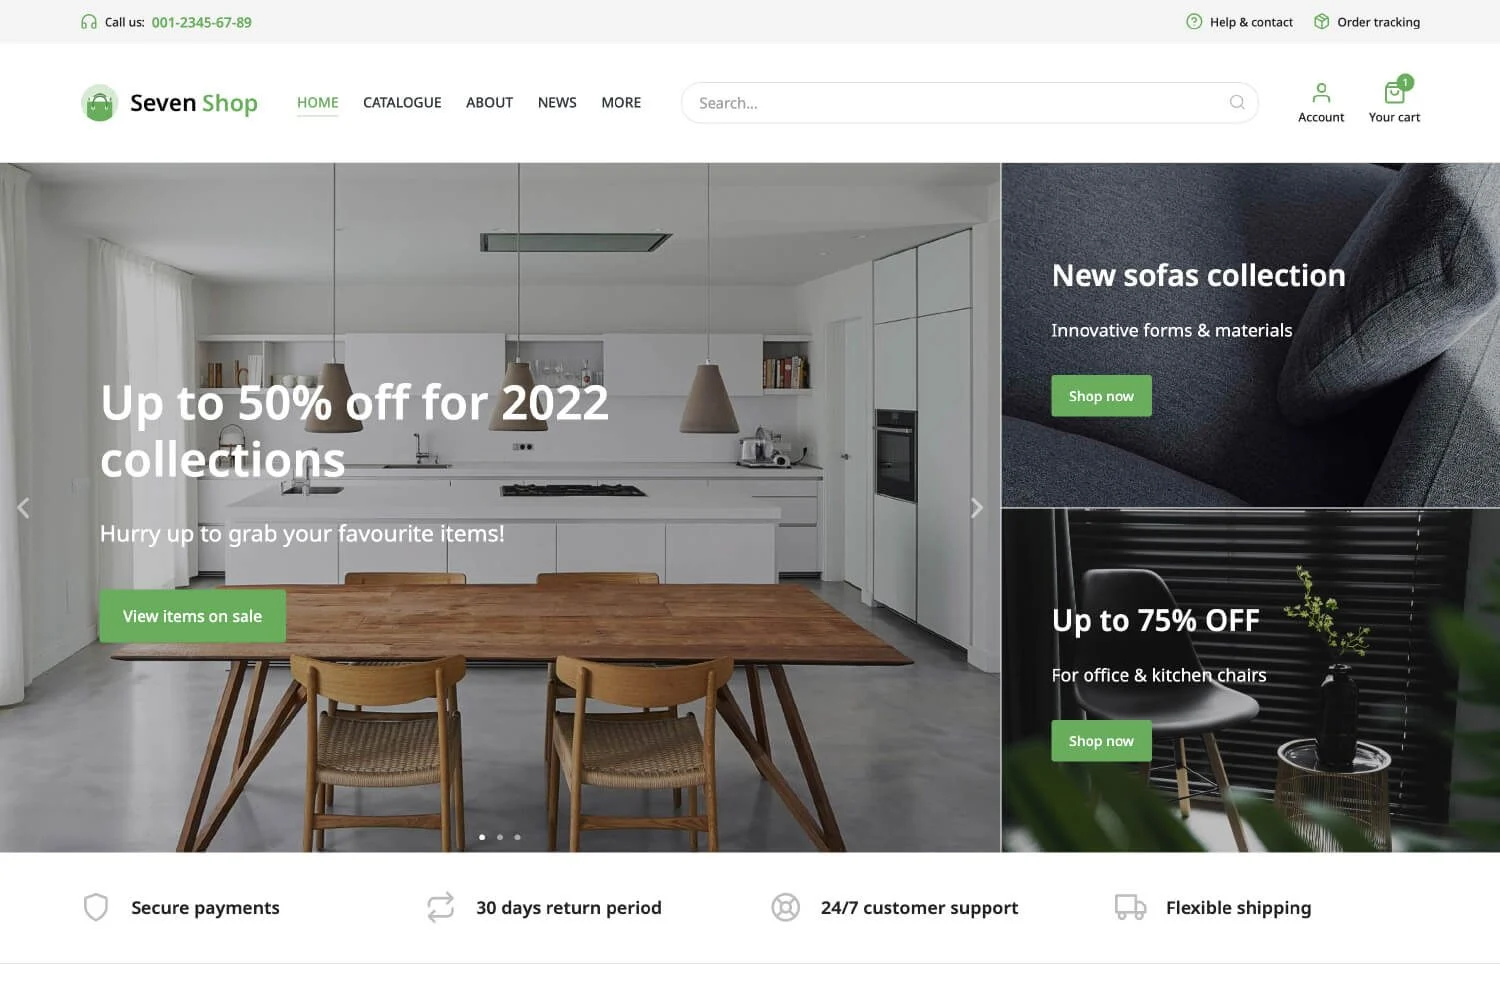 Call us: 001-2345-67-89
Help & contact
Order tracking
Seven Shop
HOME
CATALOGUE
ABOUT
NEWS
MORE
Search...
1
Account
Your cart
Up to 50% off for 2022
collections
Hurry up to grab your favourite items!
View items on sale
New sofas collection
Innovative forms & materials
Shop now
Up to 75% OFF
For office & kitchen chairs
Shop now
Secure payments
30 days return period
24/7 customer support
Flexible shipping